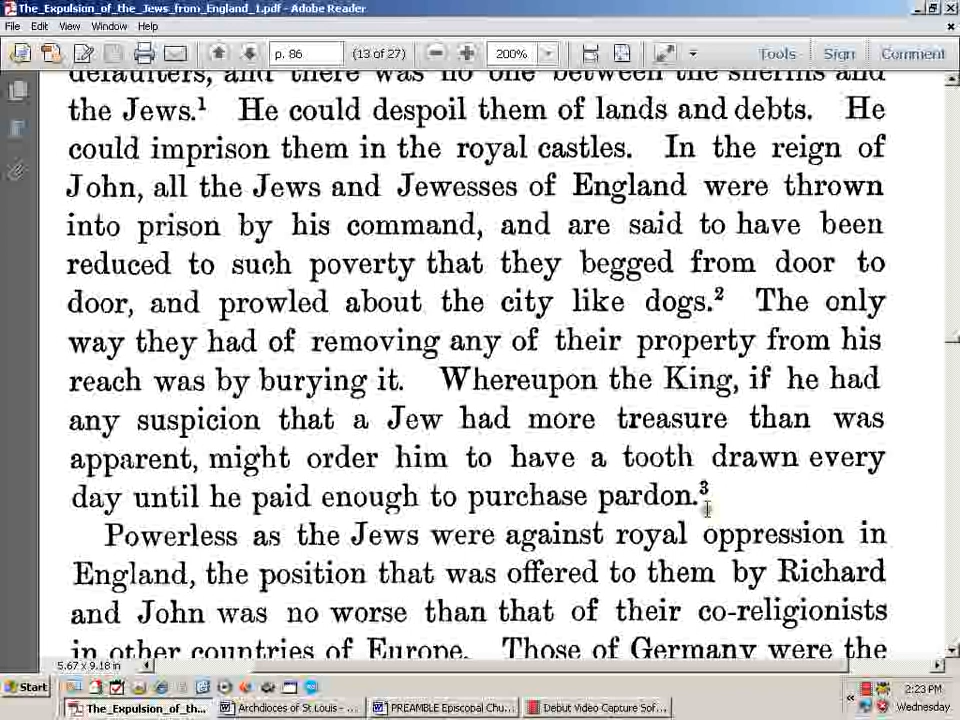 The_Expulsion_of_the_Jews_from_England_1.pdf - Adobe Reader
File Edit View Window Help
p. 86 (13 of 27) 200% Tools Sign Comment
defaulters, and there was no one between the sheriffs and
the Jews.¹ He could despoil them of lands and debts. He
could imprison them in the royal castles. In the reign of
John, all the Jews and Jewesses of England were thrown
into prison by his command, and are said to have been
reduced to such poverty that they begged from door to
door, and prowled about the city like dogs.² The only
way they had of removing any of their property from his
reach was by burying it. Whereupon the King, if he had
any suspicion that a Jew had more treasure than was
apparent, might order him to have a tooth drawn every
day until he paid enough to purchase pardon.³
Powerless as the Jews were against royal oppression in
England, the position that was offered to them by Richard
and John was no worse than that of their co-religionists
in other countries of Europe. Those of Germany were the
5.67 x 9.18 in
Start 2:23 PM
The_Expulsion_of_th... Archdioces of St Louis - ... PREAMBLE Episcopal Chu... Debut Video Capture Sof... Wednesday